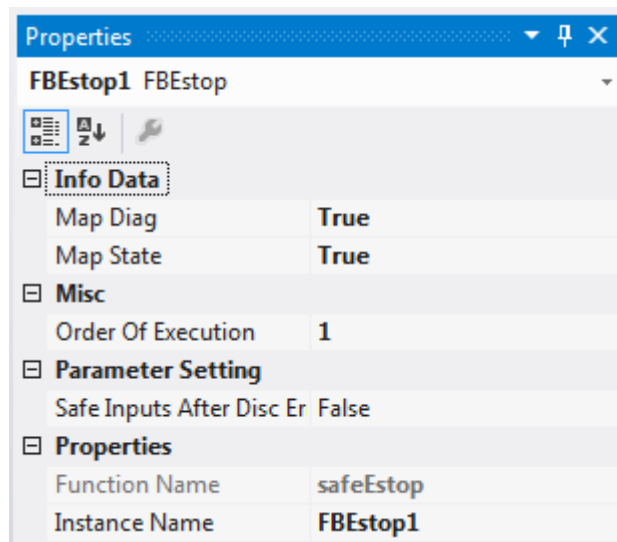 Properties
FBEstop1 FBEstop
Info Data
Map Diag True
Map State True
Misc
Order Of Execution 1
Parameter Setting
Safe Inputs After Disc Er False
Properties
Function Name safeEstop
Instance Name FBEstop1